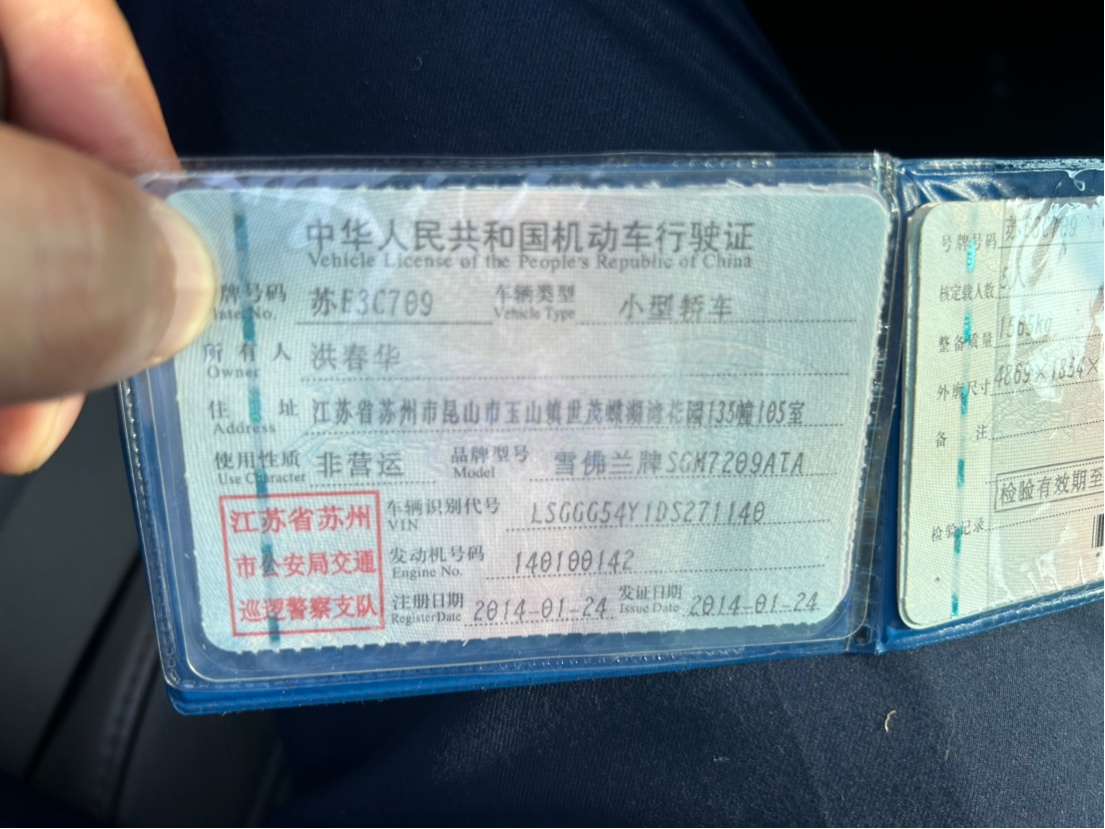 中华人民共和国机动车行驶证
Vehicle License of the People's Republic of China
牌号码 苏E3C709 车辆类型 小型轿车
Plate No. Vehicle Type
所有人 洪春华
Owner
住址 江苏省苏州市昆山市玉山镇世茂蝶湖湾花园135幢105室
Address
使用性质 非营运 品牌型号 雪佛兰牌SGM7209ATA
Use Character Model
江苏省苏州
市公安局交通
巡逻警察支队
车辆识别代号 LSGGG54Y1DS271140
VIN
发动机号码 140100142
Engine No.
注册日期 2014-01-24 发证日期 2014-01-24
Register Date Issue Date
号牌号码 苏
核定载人数 5人
整备质量 1565kg
外廓尺寸 4869×1854×
备注
检验有效期至
检验记录